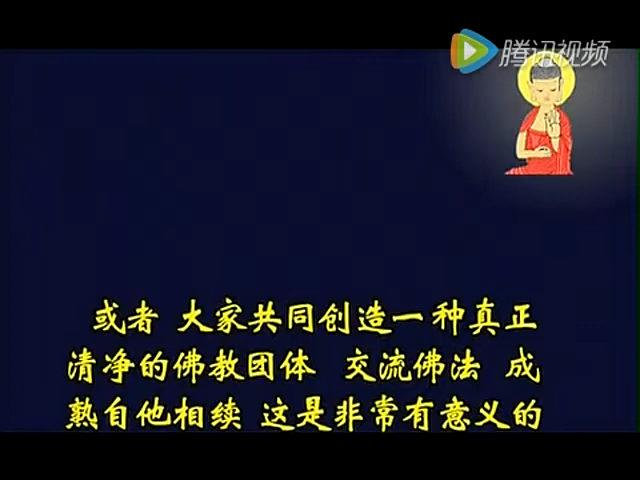 腾讯视频
或者 大家共同创造一种真正
清净的佛教团体 交流佛法 成
熟自他相续 这是非常有意义的